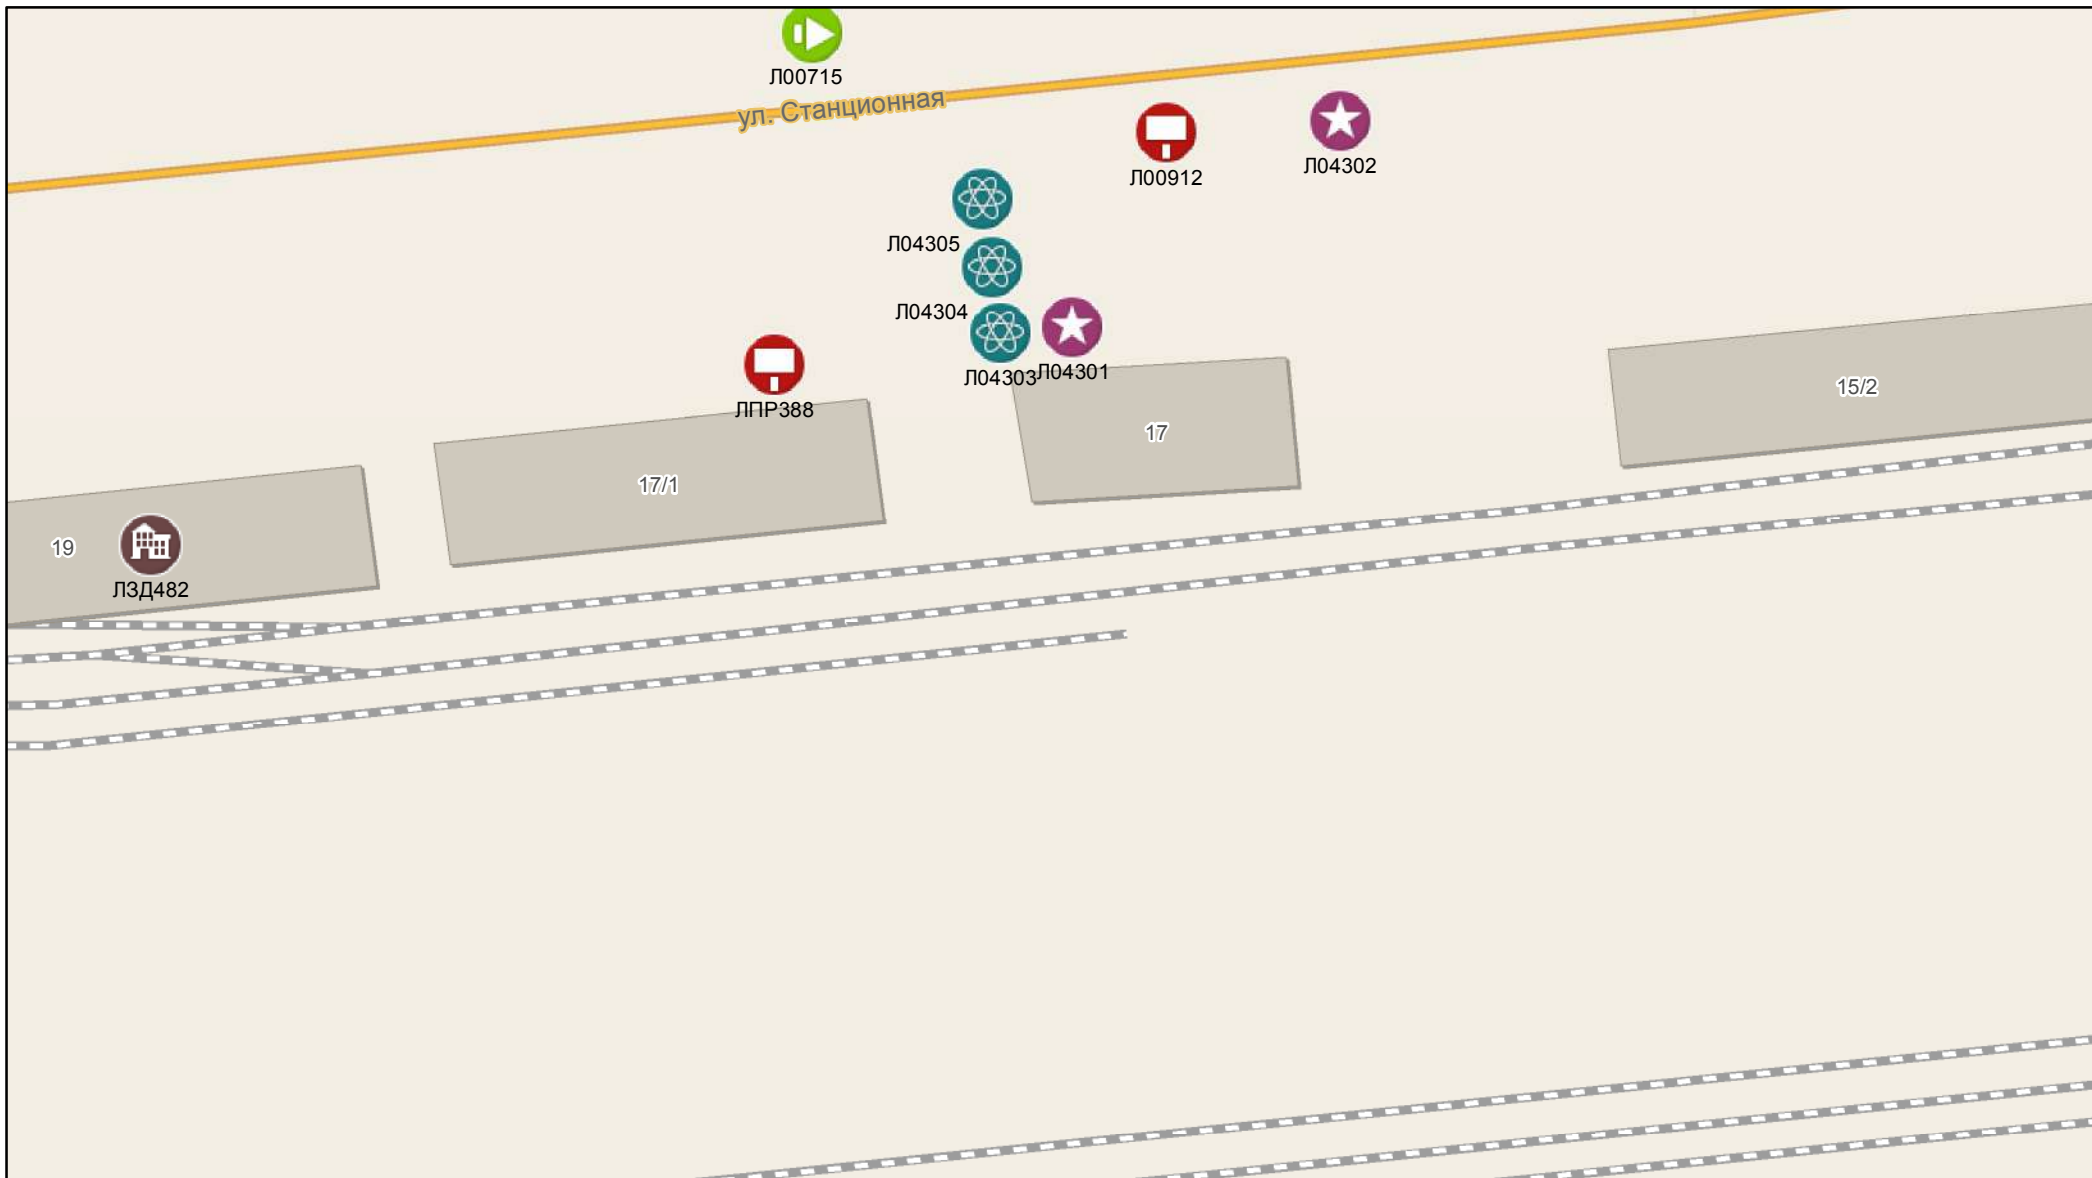 Л00715
ул. Станционная
Л00912
Л04302
Л04305
Л04304
Л04303
Л04301
ЛПР388
15/2
17
17/1
19
ЛЗД482